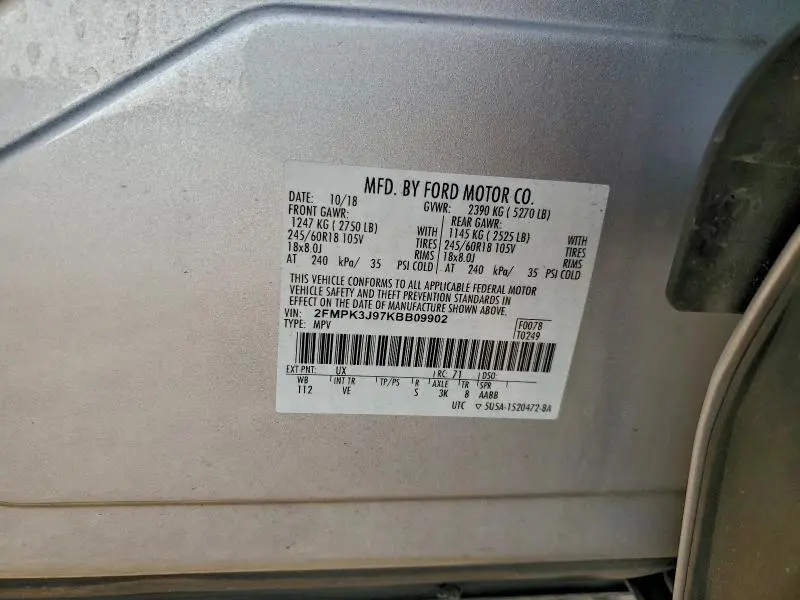 MFD. BY FORD MOTOR CO.
DATE: 10/18 GVWR: 2390 KG ( 5270 LB)
FRONT GAWR: REAR GAWR:
1247 KG ( 2750 LB) WITH 1145 KG ( 2525 LB) WITH
245/60R18 105V TIRES 245/60R18 105V TIRES
18x8.0J RIMS 18x8.0J RIMS
AT 240 kPa/ 35 PSI COLD AT 240 kPa/ 35 PSI COLD
THIS VEHICLE CONFORMS TO ALL APPLICABLE FEDERAL MOTOR
VEHICLE SAFETY AND THEFT PREVENTION STANDARDS IN
EFFECT ON THE DATE OF MANUFACTURE SHOWN ABOVE.
VIN: 2FMPK3J97KBB09902 F0078
TYPE: MPV T0249
EXT PNT: UX RC: 71 DSO:
WB INT TR TP/PS R AXLE TR SPR
112 VE S 3K 8 AABB
UTC ▽ 5U5A-1520472-BA